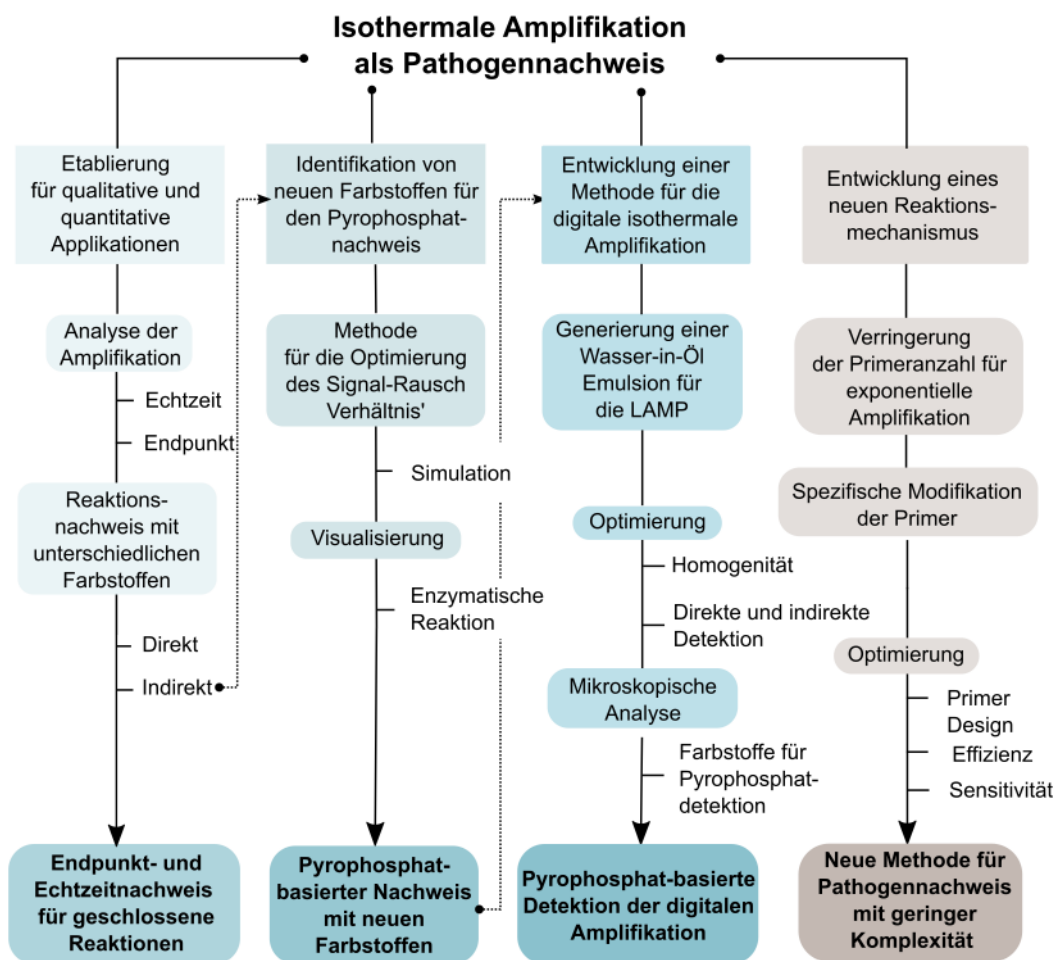 Isothermale Amplifikation
als Pathogennachweis
Etablierung
für qualitative und
quantitative
Applikationen
Analyse der
Amplifikation
Echtzeit
Endpunkt
Reaktions-
nachweis mit
unterschiedlichen
Farbstoffen
Direkt
Indirekt
Endpunkt- und
Echtzeitnachweis
für geschlossene
Reaktionen
Identifikation von
neuen Farbstoffen für
den Pyrophosphat-
nachweis
Methode
für die Optimierung
des Signal-Rausch
Verhältnis'
Simulation
Visualisierung
Enzymatische
Reaktion
Pyrophosphat-
basierter Nachweis
mit neuen
Farbstoffen
Entwicklung einer
Methode für die
digitale isothermale
Amplifikation
Generierung einer
Wasser-in-Öl
Emulsion für
die LAMP
Optimierung
Homogenität
Direkte und indirekte
Detektion
Mikroskopische
Analyse
Farbstoffe für
Pyrophosphat-
detektion
Pyrophosphat-basierte
Detektion der digitalen
Amplifikation
Entwicklung eines
neuen Reaktions-
mechanismus
Verringerung
der Primeranzahl für
exponentielle
Amplifikation
Spezifische Modifikation
der Primer
Optimierung
Primer
Design
Effizienz
Sensitivität
Neue Methode für
Pathogennachweis
mit geringer
Komplexität